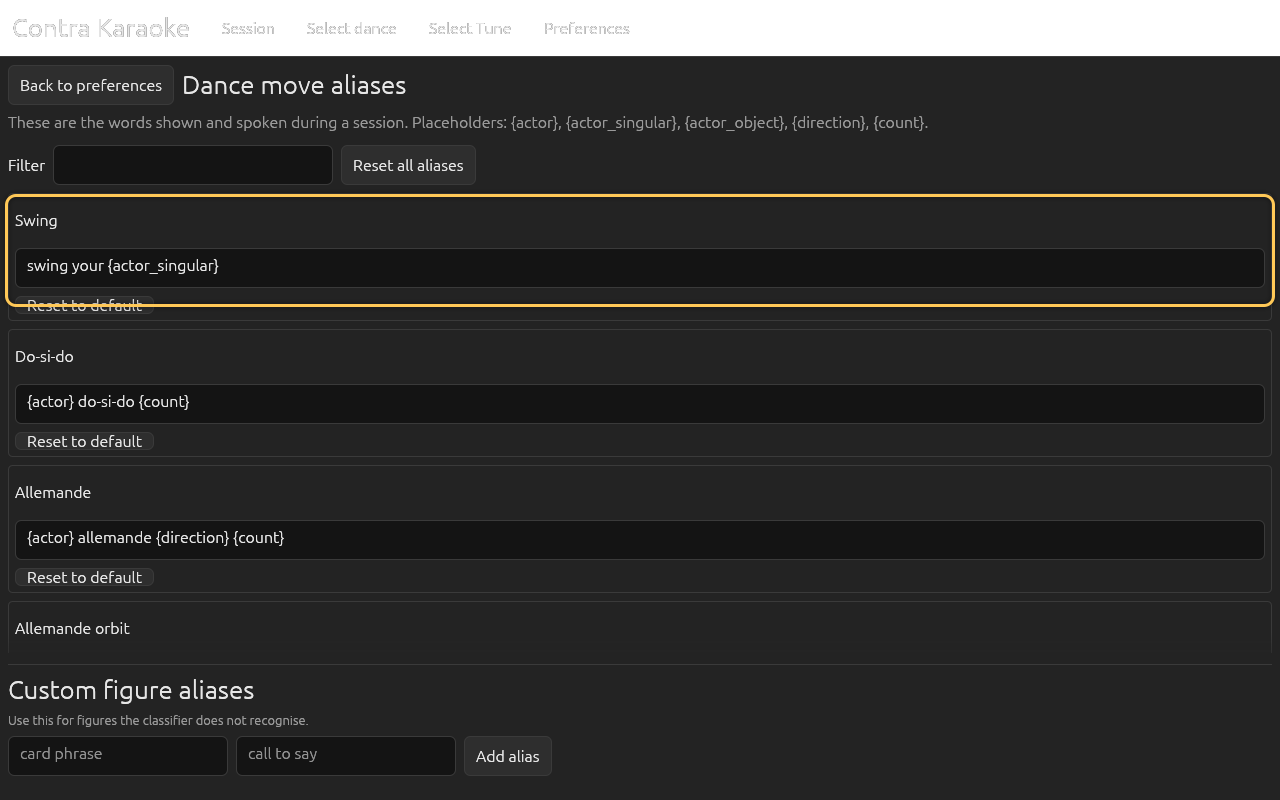 Contra Karaoke Session Select dance Select Tune Preferences
Back to preferences Dance move aliases
These are the words shown and spoken during a session. Placeholders: {actor}, {actor_singular}, {actor_object}, {direction}, {count}.
Filter Reset all aliases
Swing
swing your {actor_singular}
Reset to default
Do-si-do
{actor} do-si-do {count}
Reset to default
Allemande
{actor} allemande {direction} {count}
Reset to default
Allemande orbit
Custom figure aliases
Use this for figures the classifier does not recognise.
card phrase call to say Add alias